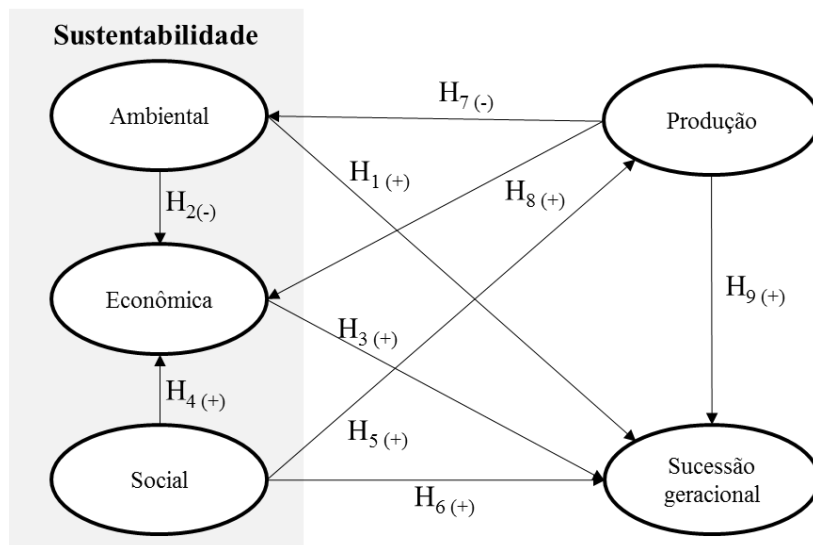 Sustentabilidade
Ambiental
H7 (-)
Produção
H1 (+)
H8 (+)
H2(-)
Econômica
H9 (+)
H3 (+)
H4 (+)
H5 (+)
Social
H6 (+)
Sucessão
geracional